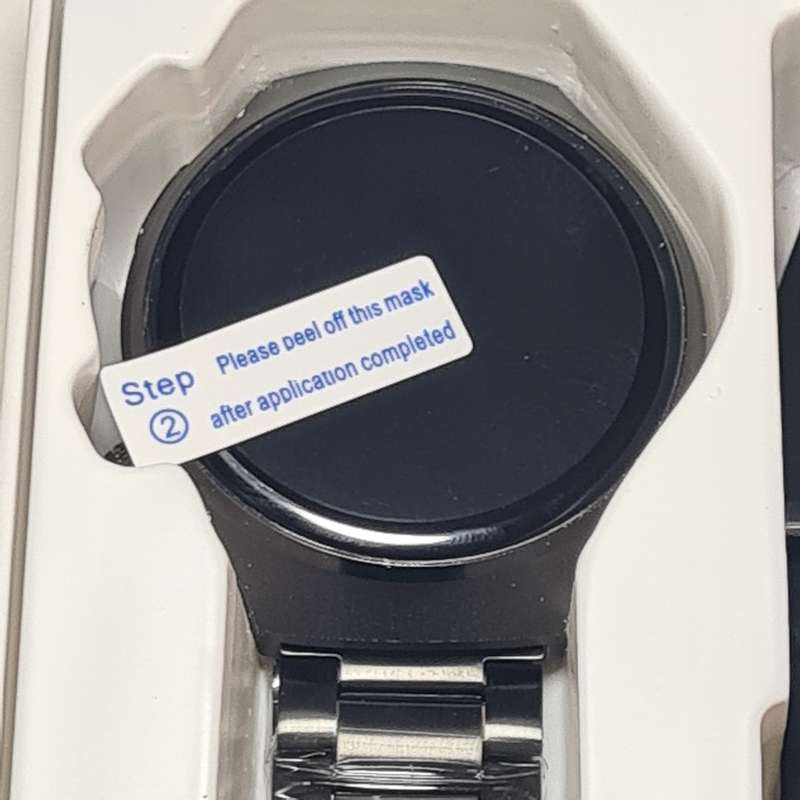 Step
②
Please peel off this mask
after application completed